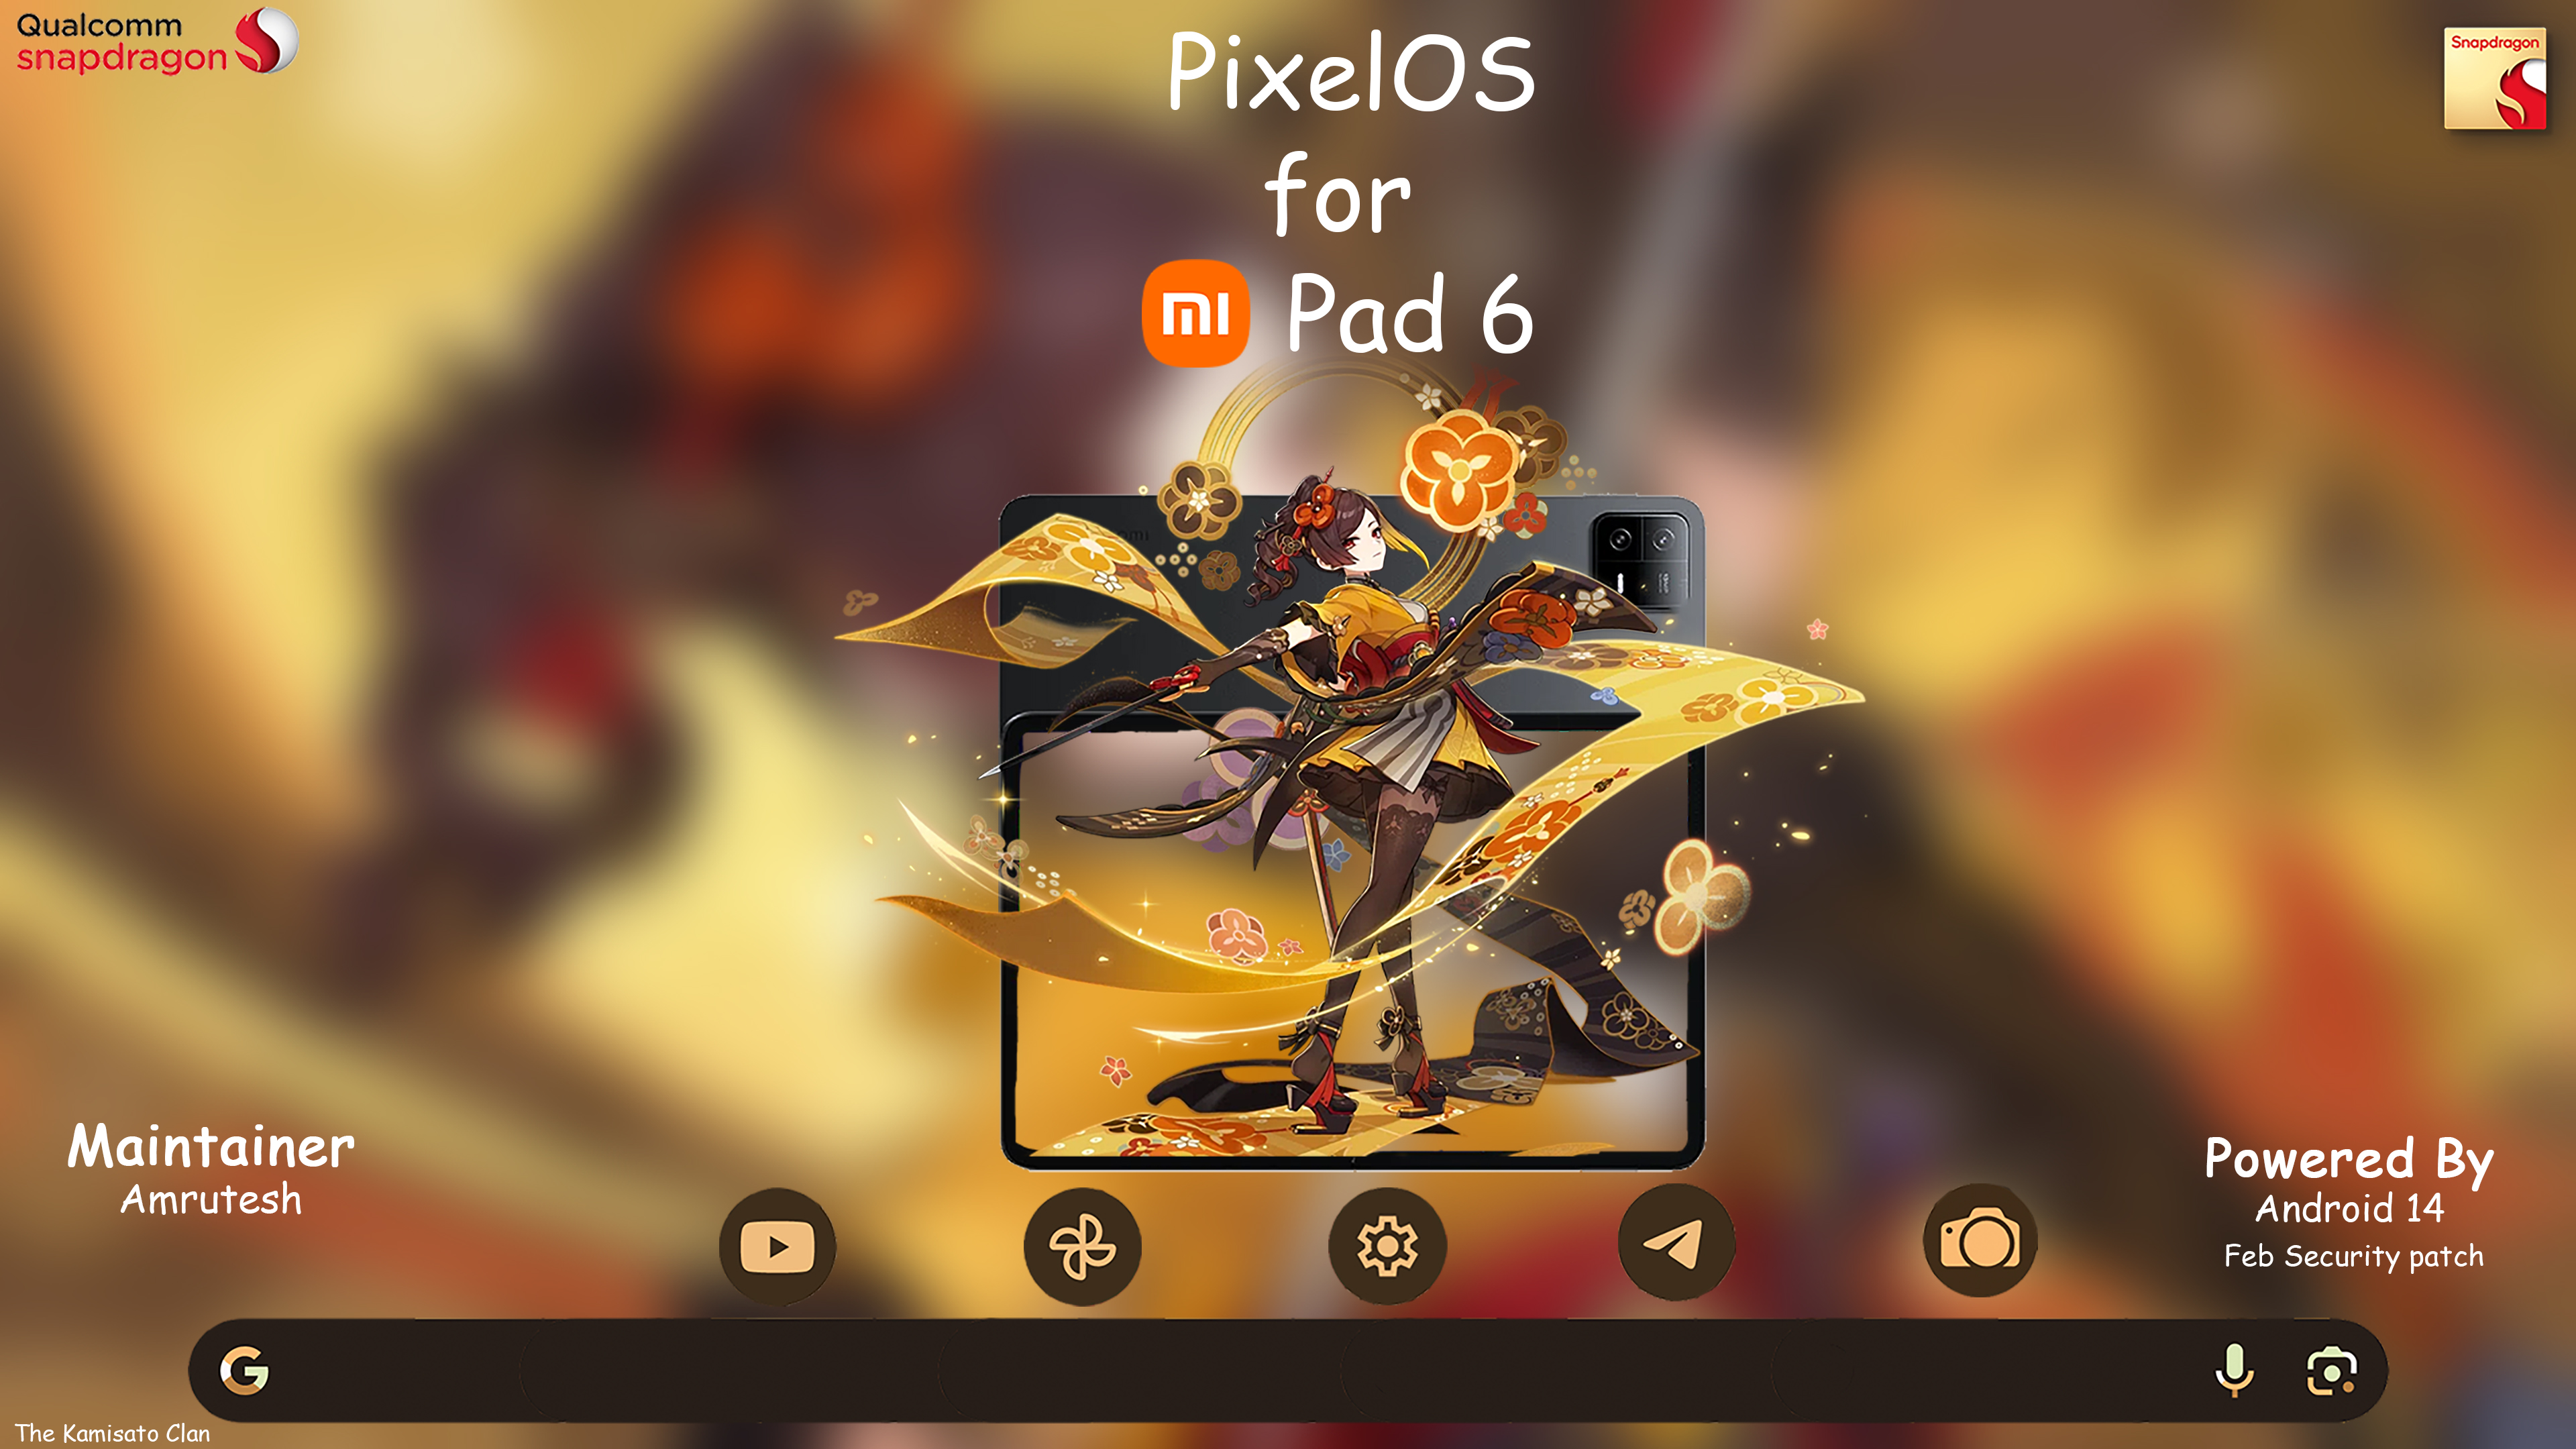 Qualcomm
snapdragon
Snapdragon
PixelOS
for
mi Pad 6
Maintainer
Amrutesh
Powered By
Android 14
Feb Security patch
G
The Kamisato Clan